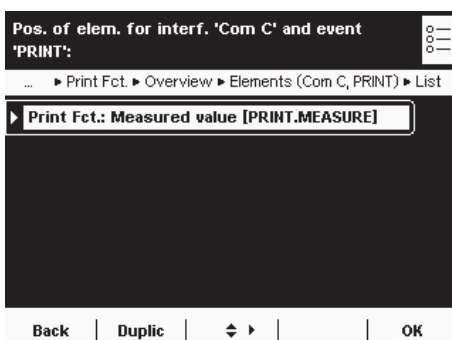 Pos. of elem. for interf. 'Com C' and event
'PRINT':
... ▸ Print Fct. ▸ Overview ▸ Elements (Com C, PRINT) ▸ List
Print Fct.: Measured value [PRINT.MEASURE]
Back | Duplic | | OK